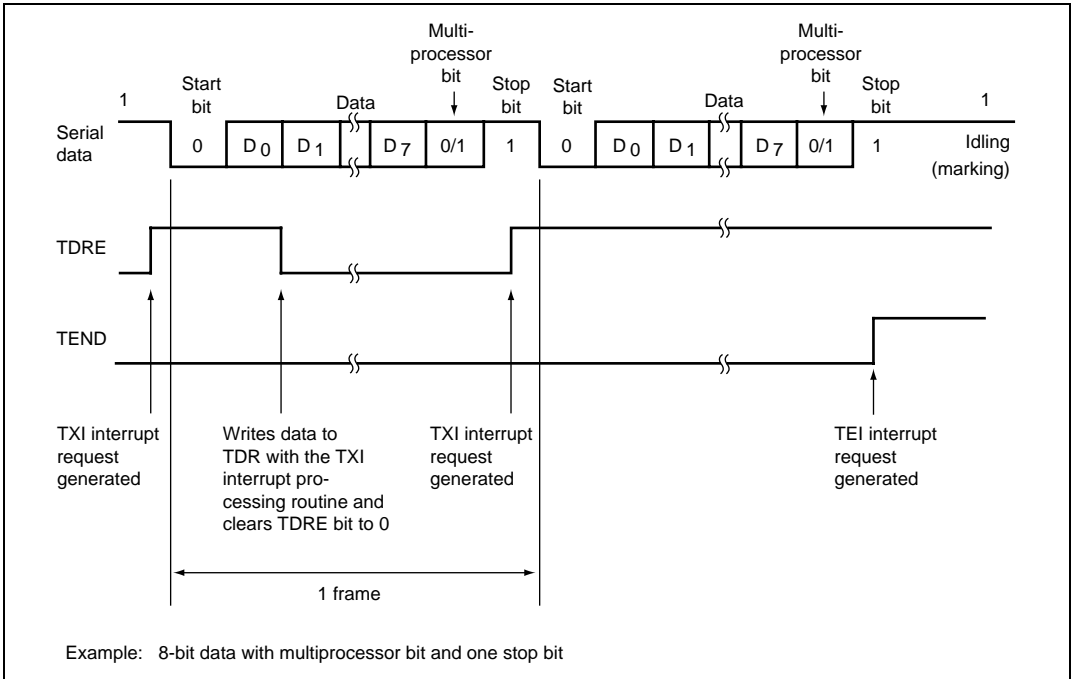 Multi-
processor
bit
Multi-
processor
bit
1
Start
bit
Data
Stop
bit
Start
bit
Data
Stop
bit
1
Serial
data
0 D0 D1 D7 0/1 1 0 D0 D1 D7 0/1 1
Idling
(marking)
TDRE
TEND
TXI interrupt
request
generated
Writes data to
TDR with the TXI
interrupt pro-
cessing routine and
clears TDRE bit to 0
TXI interrupt
request
generated
TEI interrupt
request
generated
1 frame
Example: 8-bit data with multiprocessor bit and one stop bit